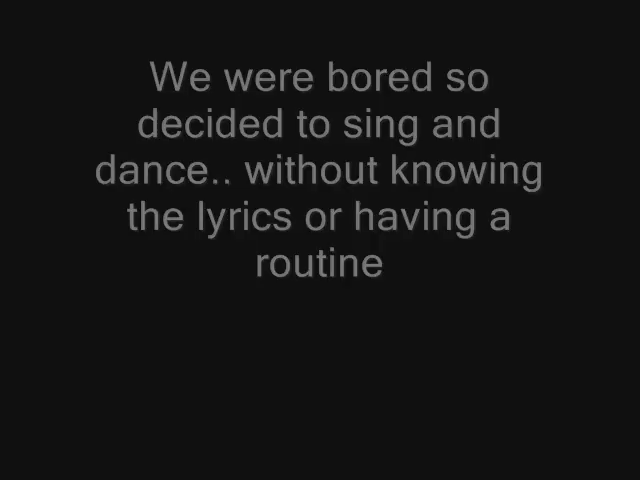 We were bored so
decided to sing and
dance.. without knowing
the lyrics or having a
routine